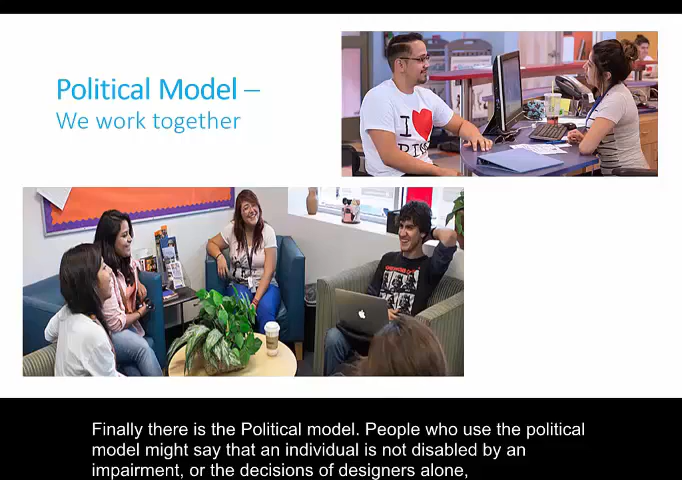 Political Model –
We work together
I
Finally there is the Political model. People who use the political
model might say that an individual is not disabled by an
impairment, or the decisions of designers alone,